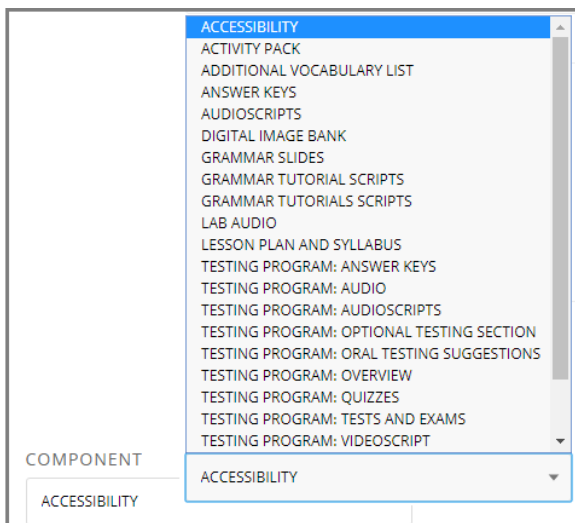 ACCESSIBILITY
ACTIVITY PACK
ADDITIONAL VOCABULARY LIST
ANSWER KEYS
AUDIOSCRIPTS
DIGITAL IMAGE BANK
GRAMMAR SLIDES
GRAMMAR TUTORIAL SCRIPTS
GRAMMAR TUTORIALS SCRIPTS
LAB AUDIO
LESSON PLAN AND SYLLABUS
TESTING PROGRAM: ANSWER KEYS
TESTING PROGRAM: AUDIO
TESTING PROGRAM: AUDIOSCRIPTS
TESTING PROGRAM: OPTIONAL TESTING SECTION
TESTING PROGRAM: ORAL TESTING SUGGESTIONS
TESTING PROGRAM: OVERVIEW
TESTING PROGRAM: QUIZZES
TESTING PROGRAM: TESTS AND EXAMS
TESTING PROGRAM: VIDEOSCRIPT
COMPONENT
ACCESSIBILITY
ACCESSIBILITY